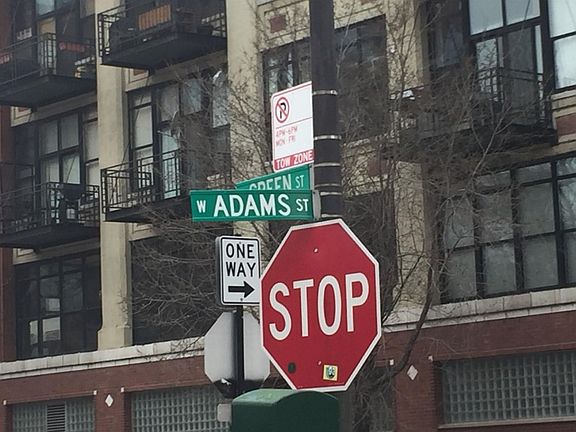 4PM-6PM
MON-FRI
TOW ZONE
GREEN ST
W ADAMS ST
ONE
WAY
STOP